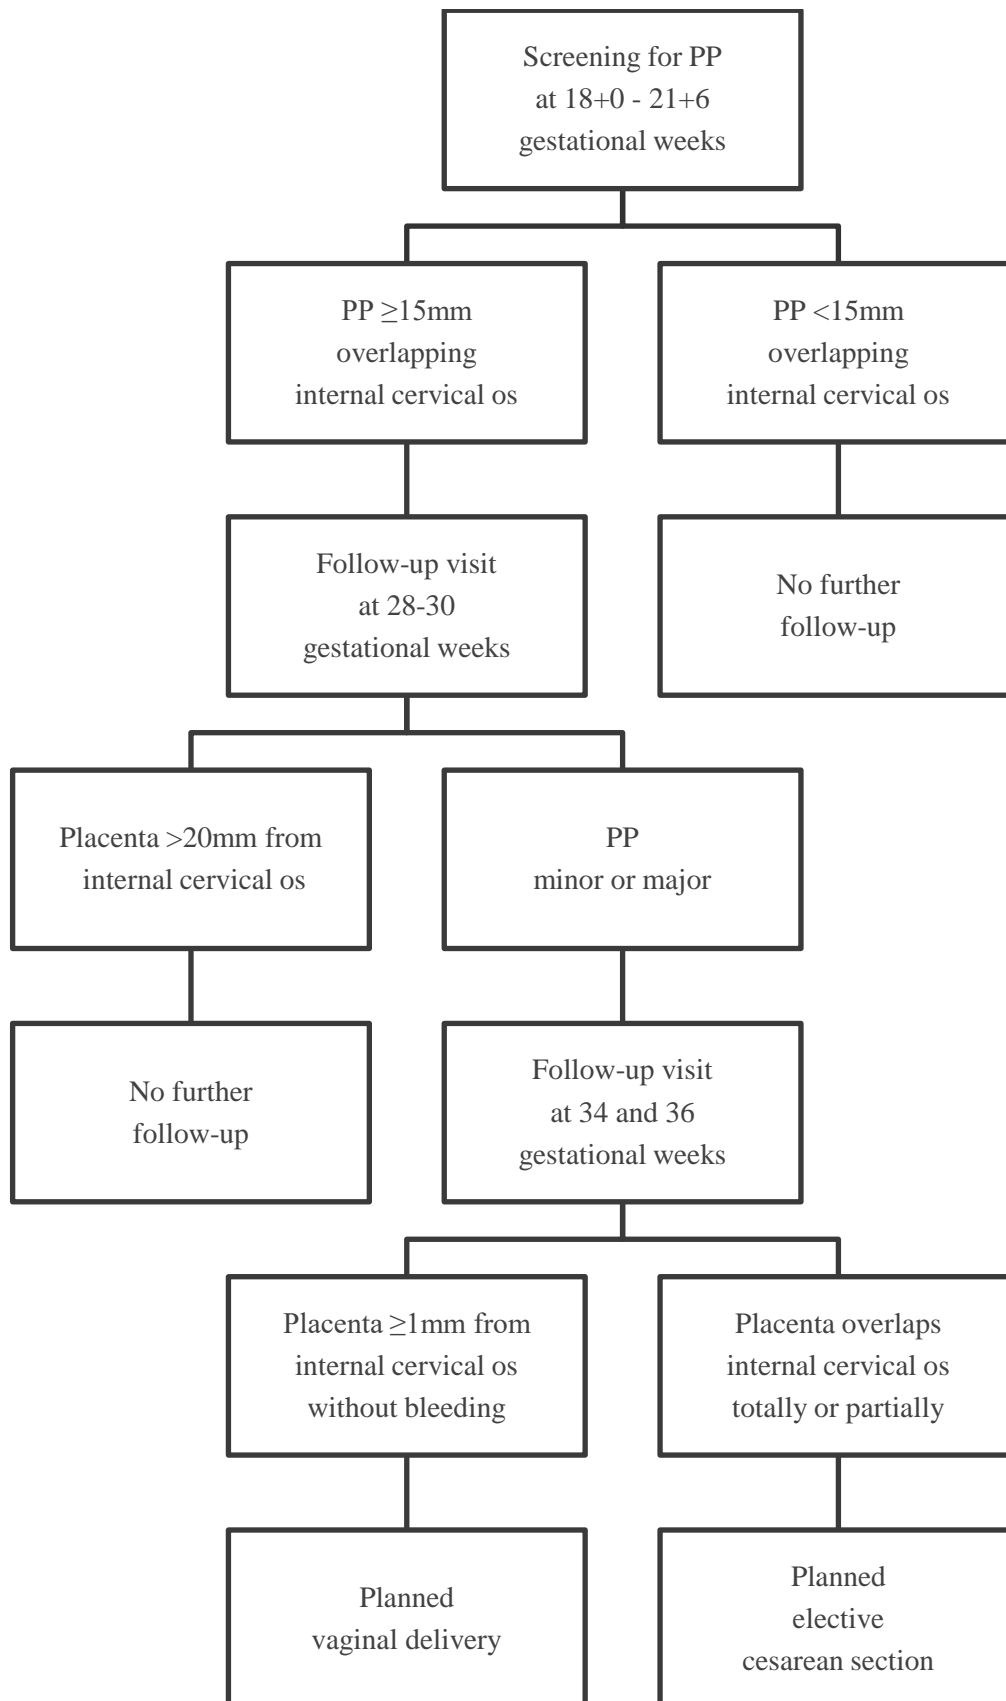 Screening for PP
at 18+0 - 21+6
gestational weeks
PP ≥15mm
overlapping
internal cervical os
PP <15mm
overlapping
internal cervical os
Follow-up visit
at 28-30
gestational weeks
No further
follow-up
Placenta >20mm from
internal cervical os
PP
minor or major
No further
follow-up
Follow-up visit
at 34 and 36
gestational weeks
Placenta ≥1mm from
internal cervical os
without bleeding
Placenta overlaps
internal cervical os
totally or partially
Planned
vaginal delivery
Planned
elective
cesarean section